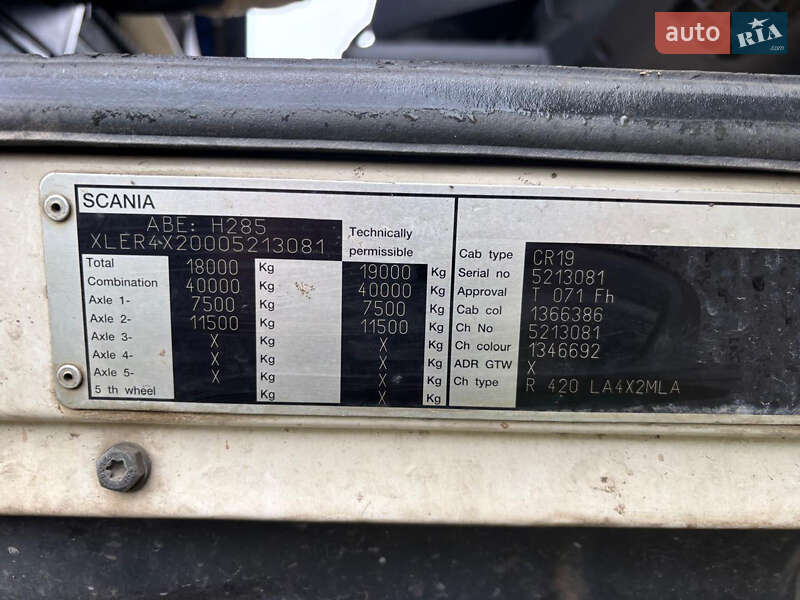 auto RIA .com
SCANIA
ABE: H285
XLER4X20005213081
Technically permissible
Total 18000 Kg 19000 Kg
Combination 40000 Kg 40000 Kg
Axle 1- 7500 Kg 7500 Kg
Axle 2- 11500 Kg 11500 Kg
Axle 3- X Kg X Kg
Axle 4- X Kg X Kg
Axle 5- X Kg X Kg
5 th wheel Kg X Kg
Cab type CR19
Serial no 5213081
Approval T 071 Fh
Cab col 1366386
Ch No 5213081
Ch colour 1346692
ADR GTW X
Ch type R 420 LA4X2MLA